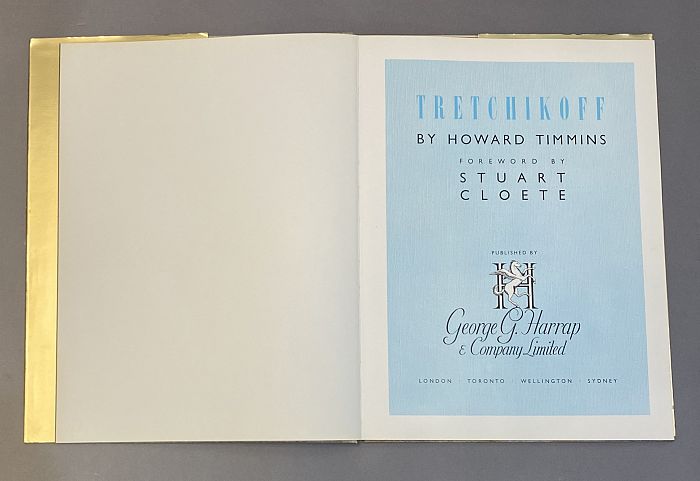 TRETCHIKOFF
BY HOWARD TIMMINS
FOREWORD BY
STUART
CLOETE
PUBLISHED BY
H
George G. Harrap
& Company Limited
LONDON · TORONTO · WELLINGTON · SYDNEY